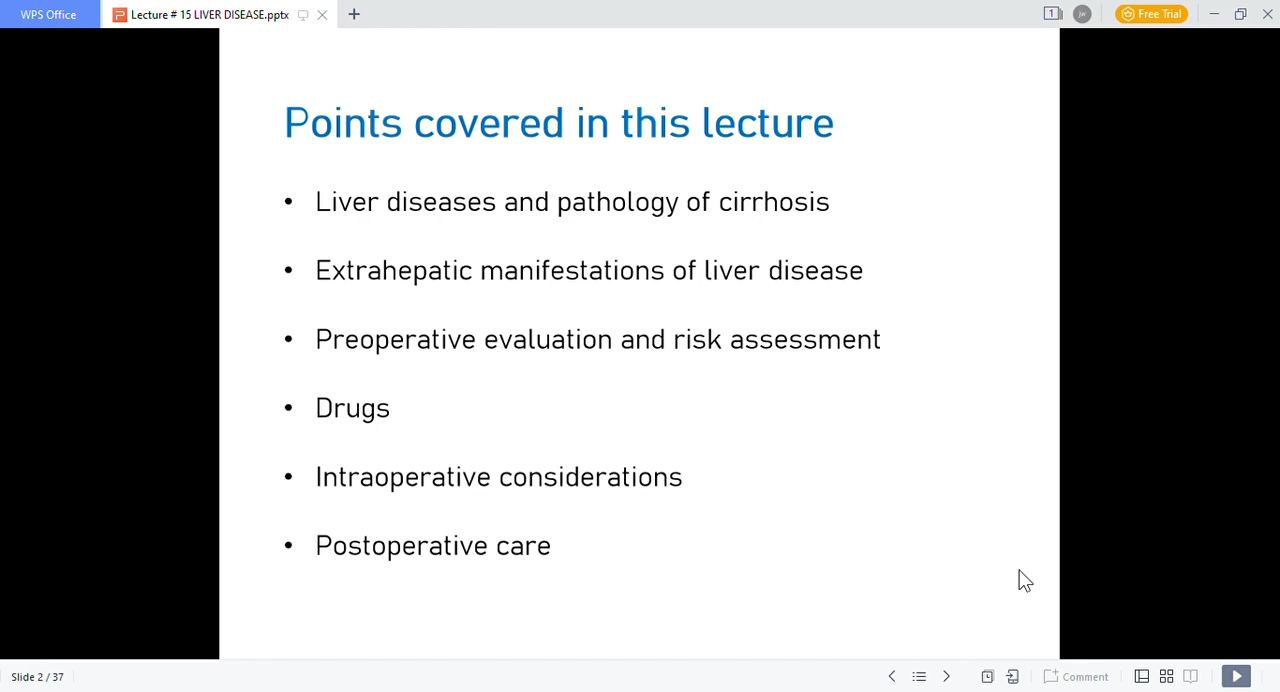 WPS Office
Lecture # 15 LIVER DISEASE.pptx
1
jw
Free Trial
Points covered in this lecture
• Liver diseases and pathology of cirrhosis
• Extrahepatic manifestations of liver disease
• Preoperative evaluation and risk assessment
• Drugs
• Intraoperative considerations
• Postoperative care
Slide 2 / 37
Comment